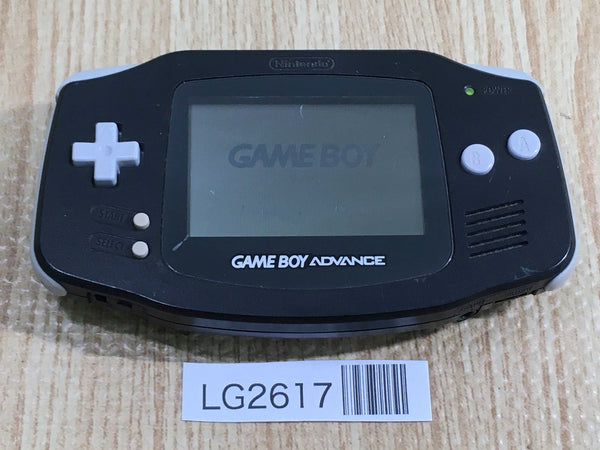 Nintendo
POWER
GAME BOY
B
A
START
SELECT
GAME BOY ADVANCE
LG2617